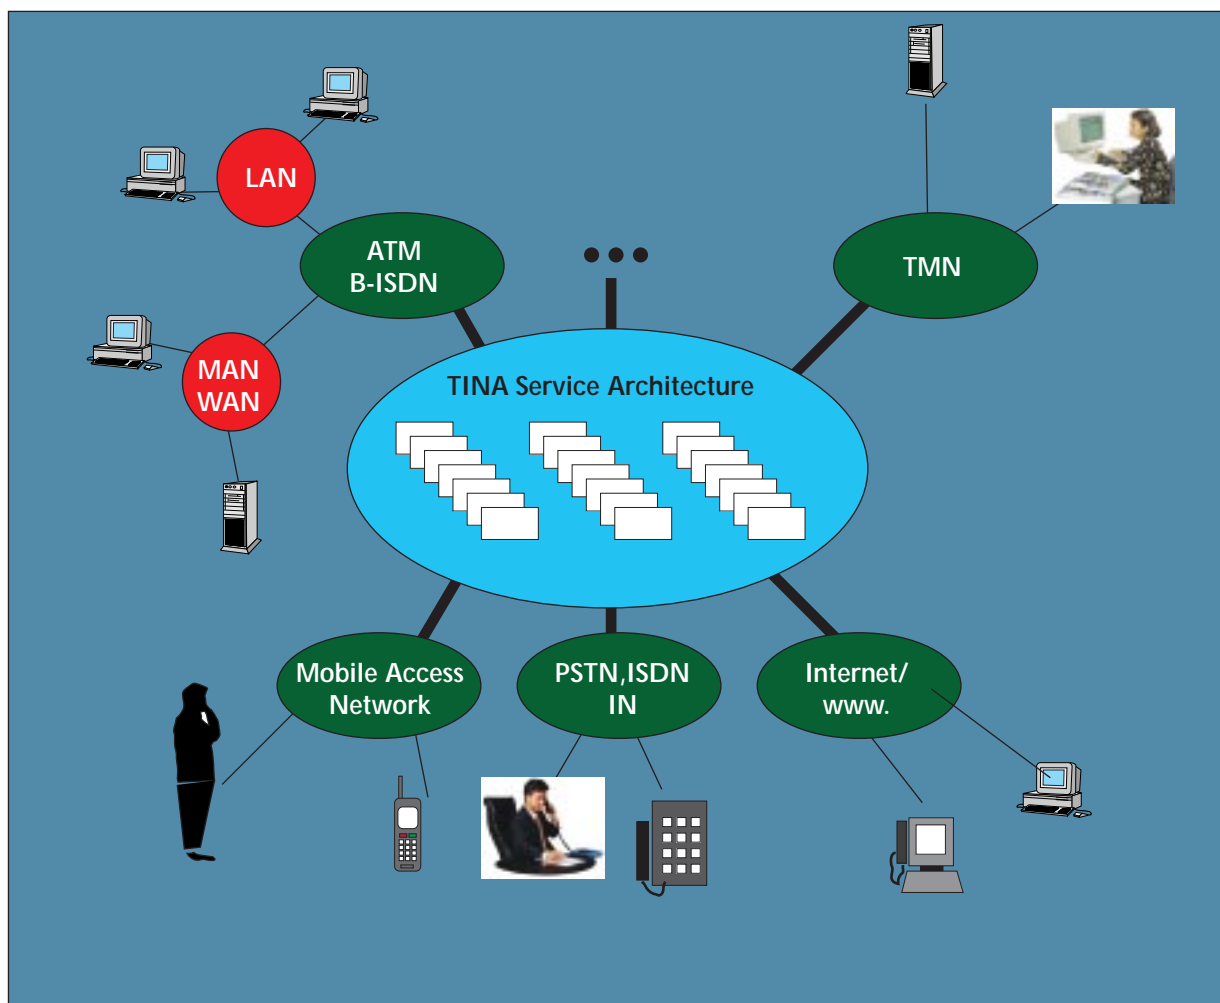 LAN
ATM
B-ISDN
TMN
MAN
WAN
TINA Service Architecture
Mobile Access
Network
PSTN,ISDN
IN
Internet/
www.